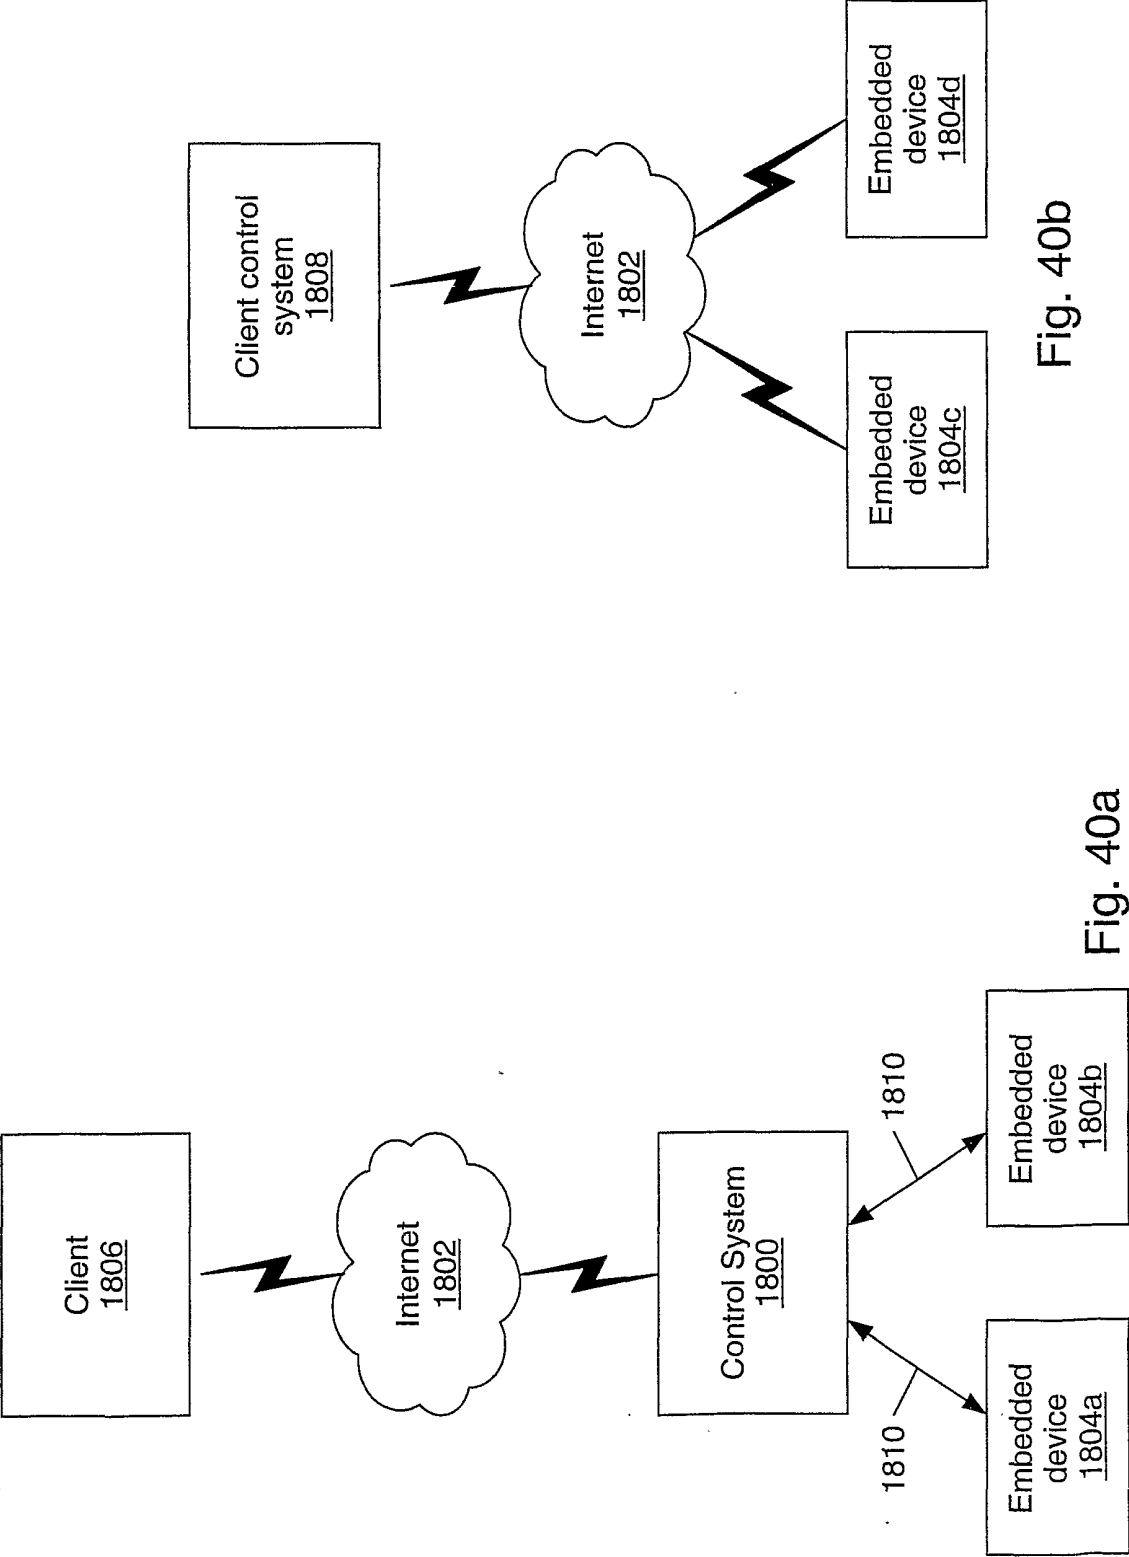 Client
1806
Internet
1802
Control System
1800
1810
1810
Embedded
device
1804a
Embedded
device
1804b
Fig. 40a
Client control
system
1808
Internet
1802
Embedded
device
1804c
Embedded
device
1804d
Fig. 40b